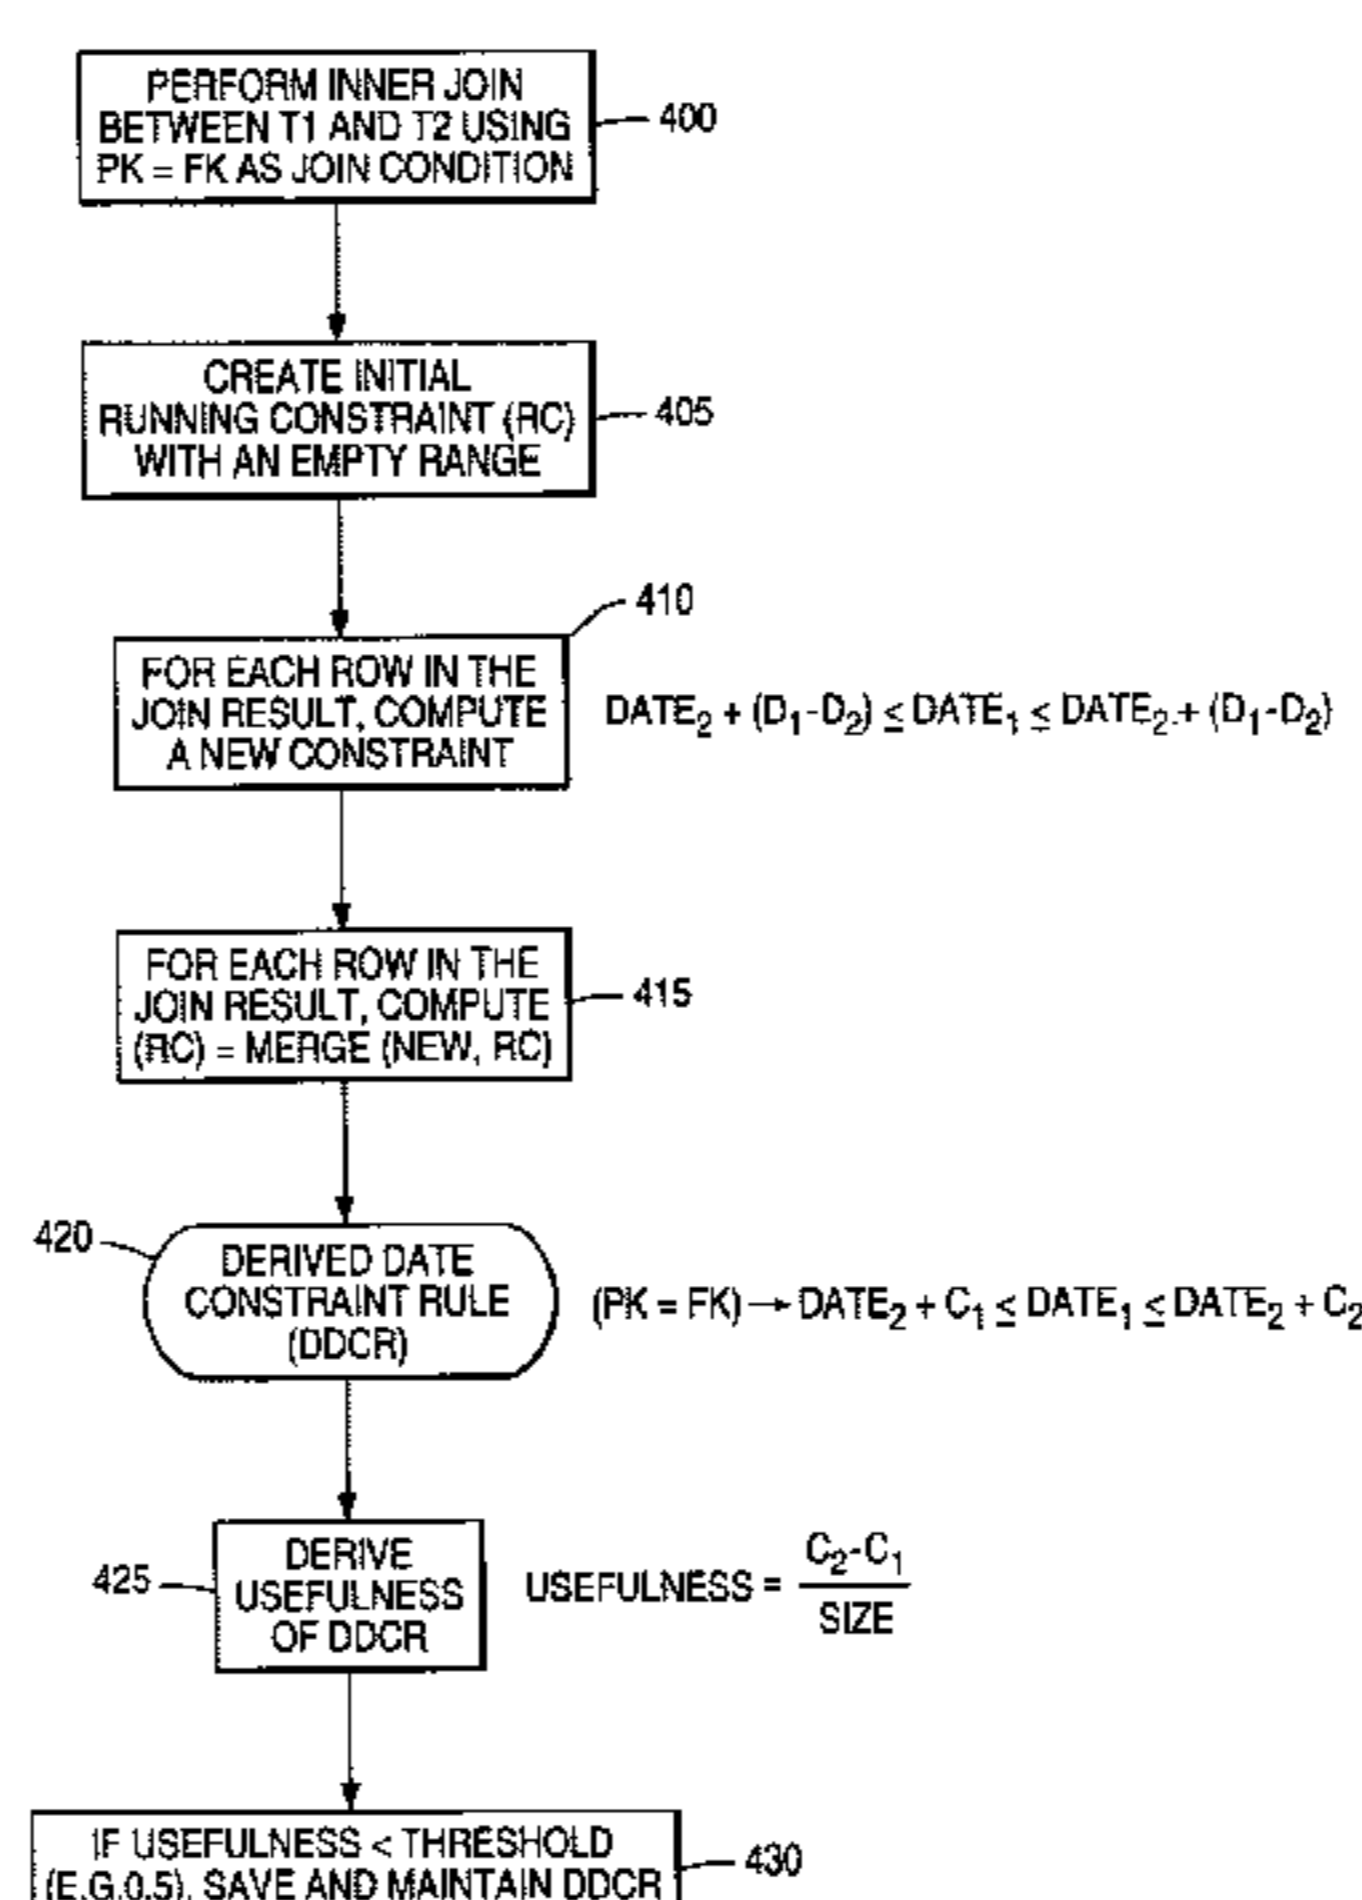 PERFORM INNER JOIN
BETWEEN T1 AND T2 USING
PK = FK AS JOIN CONDITION
400
CREATE INITIAL
RUNNING CONSTRAINT (RC)
WITH AN EMPTY RANGE
405
410
FOR EACH ROW IN THE
JOIN RESULT, COMPUTE
A NEW CONSTRAINT
DATE₂ + (D₁-D₂) ≤ DATE₁ ≤ DATE₂ + (D₁-D₂)
FOR EACH ROW IN THE
JOIN RESULT, COMPUTE
(RC) = MERGE (NEW, RC)
415
420
DERIVED DATE
CONSTRAINT RULE
(DDCR)
(PK = FK) → DATE₂ + C₁ ≤ DATE₁ ≤ DATE₂ + C₂
425
DERIVE
USEFULNESS
OF DDCR
USEFULNESS =
C₂-C₁
SIZE
IF USEFULNESS < THRESHOLD
(E.G.0.5), SAVE AND MAINTAIN DDCR
430